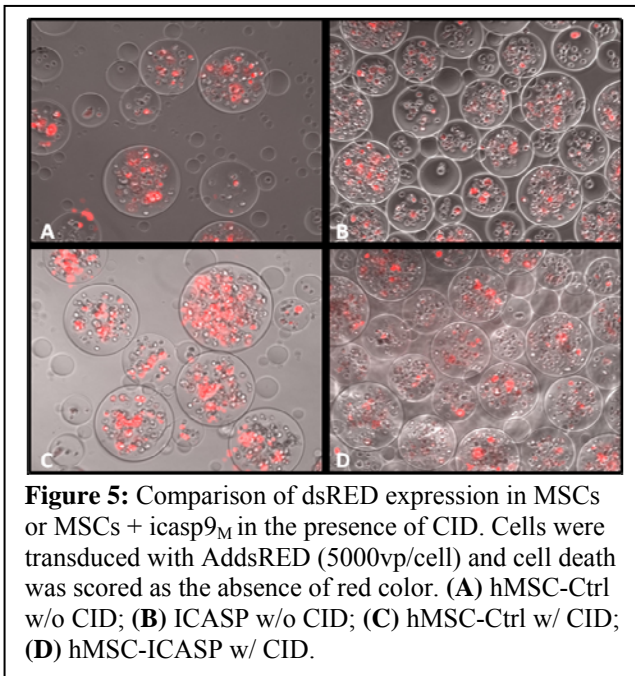 A
B
C
D
Figure 5: Comparison of dsRED expression in MSCs
or MSCs + icasp9M in the presence of CID. Cells were
transduced with AddsRED (5000vp/cell) and cell death
was scored as the absence of red color. (A) hMSC-Ctrl
w/o CID; (B) ICASP w/o CID; (C) hMSC-Ctrl w/ CID;
(D) hMSC-ICASP w/ CID.